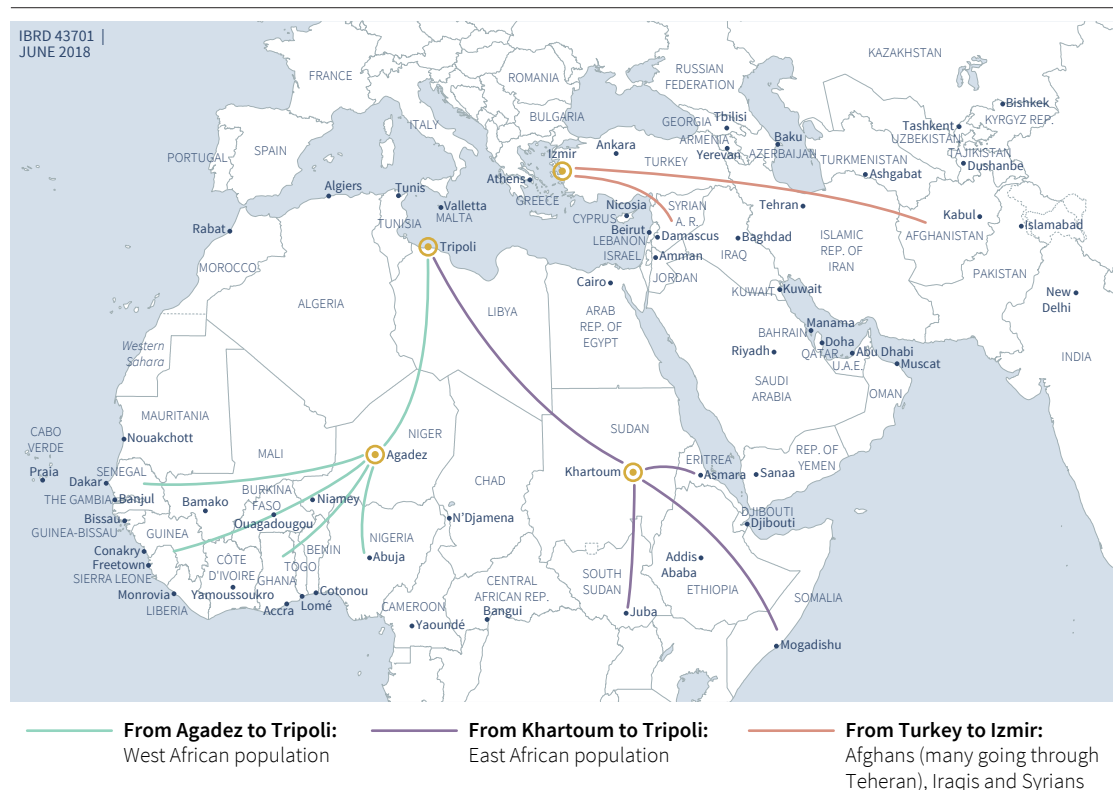 IBRD 43701 |
JUNE 2018
KAZAKHSTAN
FRANCE
ROMANIA
RUSSIAN
FEDERATION
Bishkek
KYRGYZ REP.
ITALY
BULGARIA
GEORGIA
Tbilisi
Tashkent
UZBEKISTAN
PORTUGAL
SPAIN
Izmir
Ankara
ARMENIA
Yerevan
Baku
AZERBAIJAN
TURKMENISTAN
TAJIKISTAN
Dushanbe
TURKEY
Ashgabat
Athens
GREECE
Algiers
Tunis
Valletta
MALTA
Nicosia
CYPRUS
SYRIAN
A. R.
Tehran
Kabul
AFGHANISTAN
Islamabad
Rabat
TUNISIA
Tripoli
Beirut
LEBANON
Damascus
Baghdad
IRAQ
ISLAMIC
REP. OF
IRAN
ISRAEL
Amman
JORDAN
PAKISTAN
MOROCCO
Cairo
KUWAIT
Kuwait
New
Delhi
ALGERIA
LIBYA
ARAB
REP. OF
EGYPT
Manama
BAHRAIN
Doha
QATAR
Abu Dhabi
U.A.E.
Muscat
Western
Sahara
Riyadh
INDIA
SAUDI
ARABIA
OMAN
MAURITANIA
CABO
VERDE
Nouakchott
MALI
NIGER
SUDAN
Agadez
REP. OF
YEMEN
Praia
SENEGAL
Dakar
Khartoum
ERITREA
Asmara
Sanaa
CHAD
THE GAMBIA
Banjul
Bamako
BURKINA
FASO
Niamey
Ouagadougou
N'Djamena
DJIBOUTI
Djibouti
Bissau
GUINEA-BISSAU
GUINEA
NIGERIA
Abuja
Conakry
Freetown
SIERRA LEONE
CÔTE
D'IVOIRE
BENIN
TOGO
GHANA
Addis
Ababa
ETHIOPIA
SOUTH
SUDAN
CENTRAL
AFRICAN REP.
Bangui
SOMALIA
Monrovia
LIBERIA
Yamoussoukro
Accra
Lomé
Cotonou
CAMEROON
Yaoundé
Juba
Mogadishu
From Agadez to Tripoli:
West African population
From Khartoum to Tripoli:
East African population
From Turkey to Izmir:
Afghans (many going through
Teheran), Iraqis and Syrians